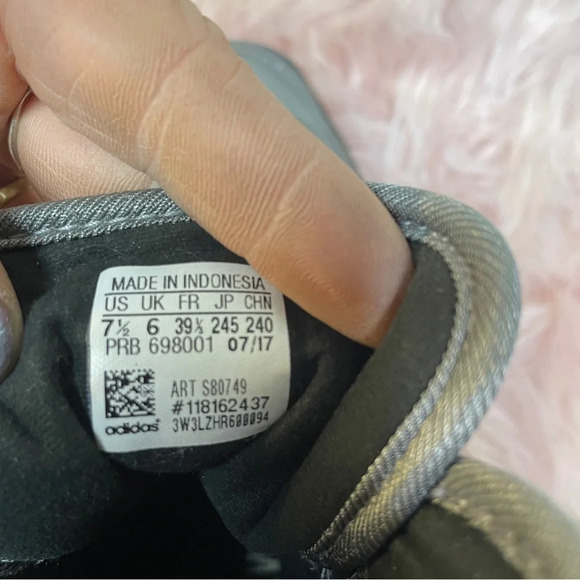 MADE IN INDONESIA
US UK FR JP CHN
7½ 6 39⅓ 245 240
PRB 698001 07/17
ART S80749
#118162437
adidas 3W3LZHR600094